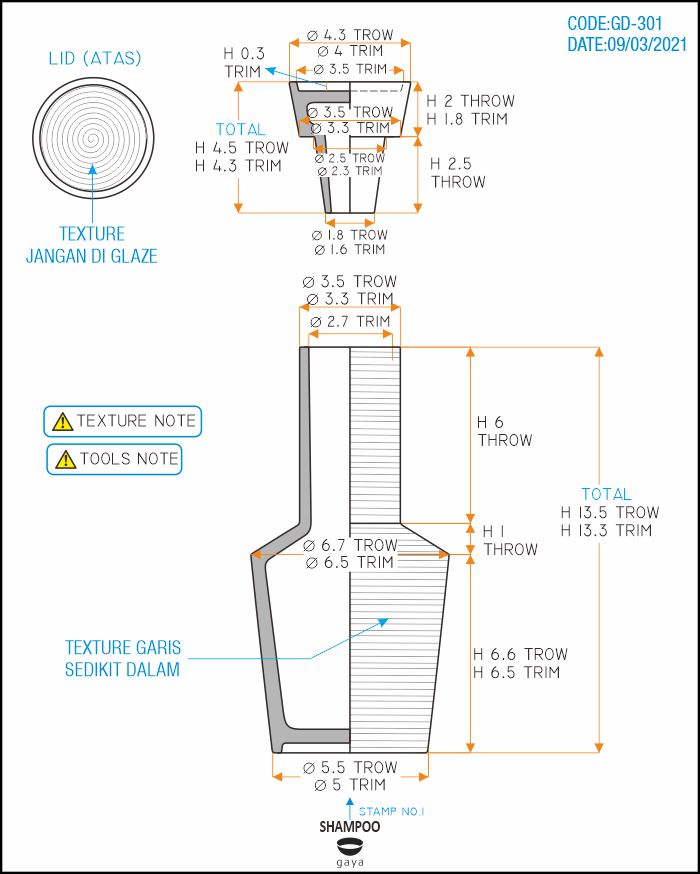 CODE:GD-301
DATE:09/03/2021
LID (ATAS)
TEXTURE
JANGAN DI GLAZE
Ø 4.3 TROW
Ø 4 TRIM
Ø 3.5 TRIM
H 0.3
TRIM
Ø 3.5 TROW
Ø 3.3 TRIM
H 2 THROW
H 1.8 TRIM
TOTAL
H 4.5 TROW
H 4.3 TRIM
Ø 2.5 TROW
Ø 2.3 TRIM
H 2.5
THROW
Ø 1.8 TROW
Ø 1.6 TRIM
Ø 3.5 TROW
Ø 3.3 TRIM
Ø 2.7 TRIM
TEXTURE NOTE
TOOLS NOTE
H 6
THROW
TOTAL
H 13.5 TROW
H 13.3 TRIM
H 1
THROW
Ø 6.7 TROW
Ø 6.5 TRIM
TEXTURE GARIS
SEDIKIT DALAM
H 6.6 TROW
H 6.5 TRIM
Ø 5.5 TROW
Ø 5 TRIM
STAMP NO.1
SHAMPOO
gaya